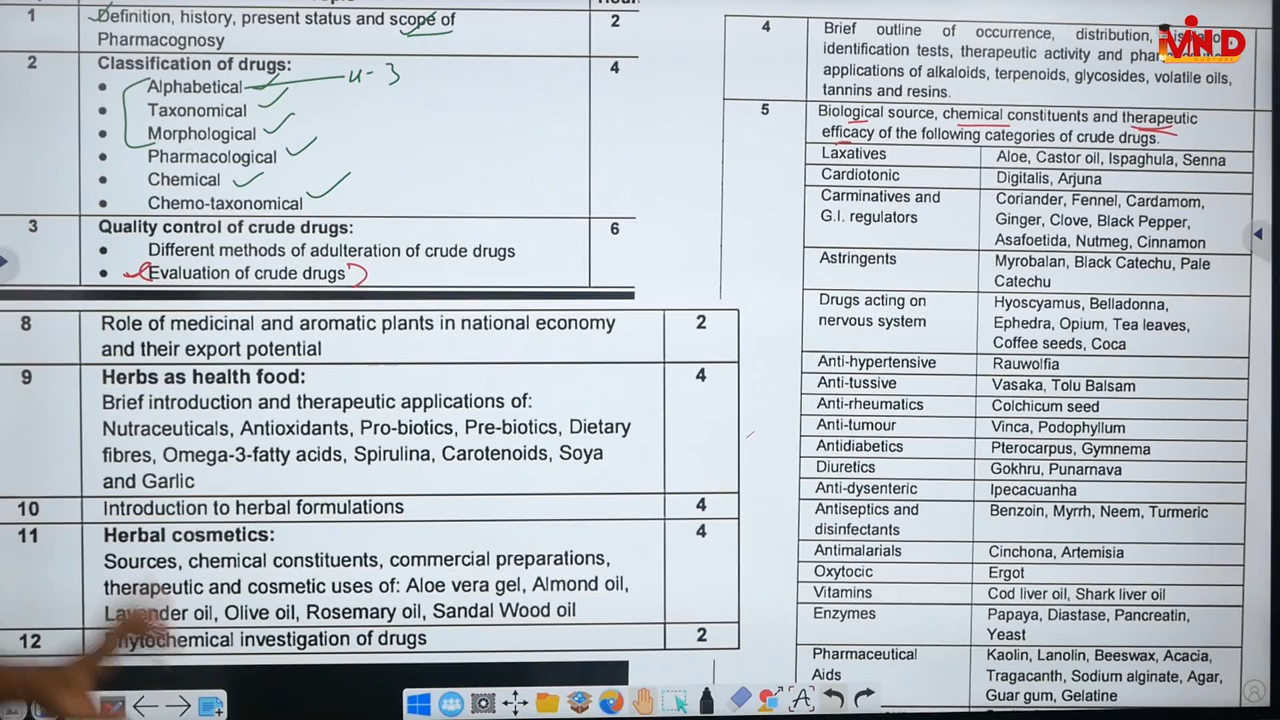 1 Definition, history, present status and scope of 2
Pharmacognosy
2 Classification of drugs: 4
• Alphabetical u-3
• Taxonomical
• Morphological
• Pharmacological
• Chemical
• Chemo-taxonomical
3 Quality control of crude drugs: 6
• Different methods of adulteration of crude drugs
• Evaluation of crude drugs
8 Role of medicinal and aromatic plants in national economy 2
and their export potential
9 Herbs as health food: 4
Brief introduction and therapeutic applications of:
Nutraceuticals, Antioxidants, Pro-biotics, Pre-biotics, Dietary
fibres, Omega-3-fatty acids, Spirulina, Carotenoids, Soya
and Garlic
10 Introduction to herbal formulations 4
11 Herbal cosmetics: 4
Sources, chemical constituents, commercial preparations,
therapeutic and cosmetic uses of: Aloe vera gel, Almond oil,
Lavender oil, Olive oil, Rosemary oil, Sandal Wood oil
12 Phytochemical investigation of drugs 2
VIND
4 Brief outline of occurrence, distribution,
identification tests, therapeutic activity and
applications of alkaloids, terpenoids, glycosides, volatile oils,
tannins and resins.
5 Biological source, chemical constituents and therapeutic
efficacy of the following categories of crude drugs.
Laxatives Aloe, Castor oil, Ispaghula, Senna
Cardiotonic Digitalis, Arjuna
Carminatives and Coriander, Fennel, Cardamom,
G.I. regulators Ginger, Clove, Black Pepper,
Asafoetida, Nutmeg, Cinnamon
Astringents Myrobalan, Black Catechu, Pale
Catechu
Drugs acting on Hyoscyamus, Belladonna,
nervous system Ephedra, Opium, Tea leaves,
Coffee seeds, Coca
Anti-hypertensive Rauwolfia
Anti-tussive Vasaka, Tolu Balsam
Anti-rheumatics Colchicum seed
Anti-tumour Vinca, Podophyllum
Antidiabetics Pterocarpus, Gymnema
Diuretics Gokhru, Punarnava
Anti-dysenteric Ipecacuanha
Antiseptics and Benzoin, Myrrh, Neem, Turmeric
disinfectants
Antimalarials Cinchona, Artemisia
Oxytocic Ergot
Vitamins Cod liver oil, Shark liver oil
Enzymes Papaya, Diastase, Pancreatin,
Yeast
Pharmaceutical Kaolin, Lanolin, Beeswax, Acacia,
Aids Tragacanth, Sodium alginate, Agar,
Guar gum, Gelatine